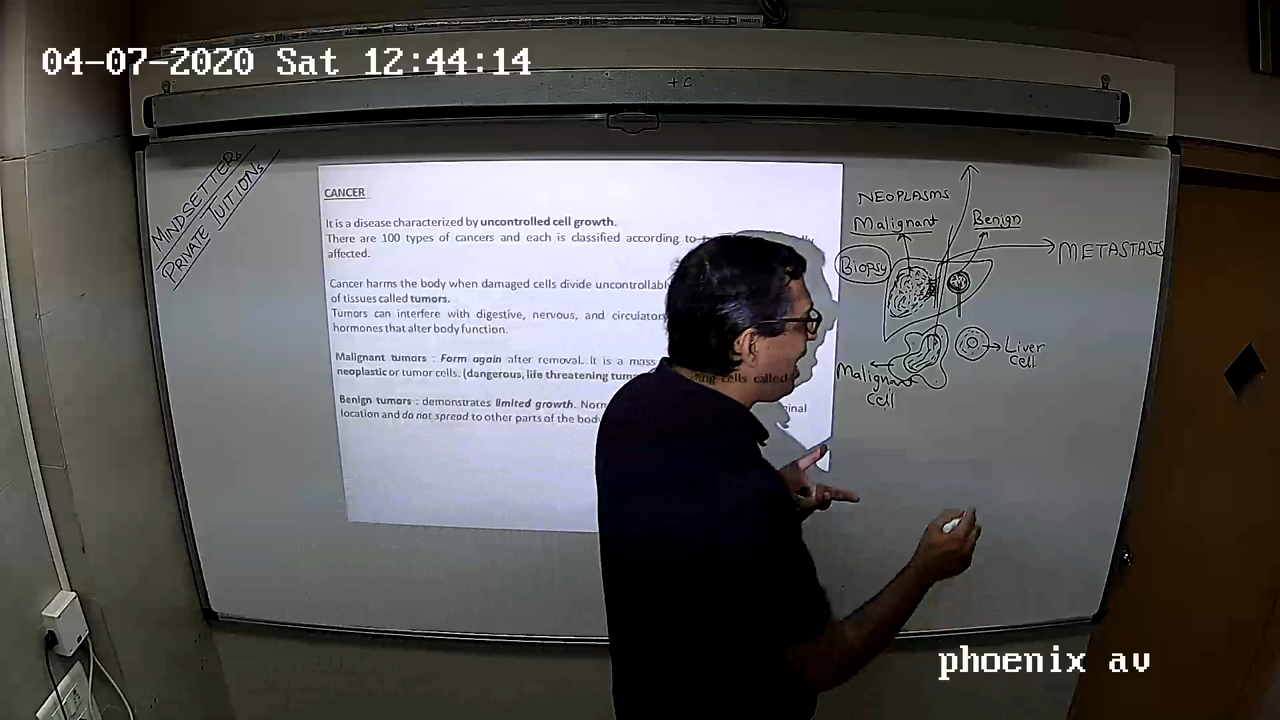 04-07-2020 Sat 12:44:14
+C
MINDSETTERS
PRIVATE TUITIONS
CANCER
It is a disease characterized by uncontrolled cell growth.
There are 100 types of cancers and each is classified according to
affected.
Cancer harms the body when damaged cells divide uncontrollabl
of tissues called tumors.
Tumors can interfere with digestive, nervous, and circulatory
hormones that alter body function.
Malignant tumors : Form again after removal. It is a mass
neoplastic or tumor cells. (dangerous, life threatening tum cells called
Benign tumors : demonstrates limited growth. Nor
location and do not spread to other parts of the body
NEOPLASMS
Malignant Benign
Biopsy METASTASIS
Liver
cell
Malignant
cell
phoenix av